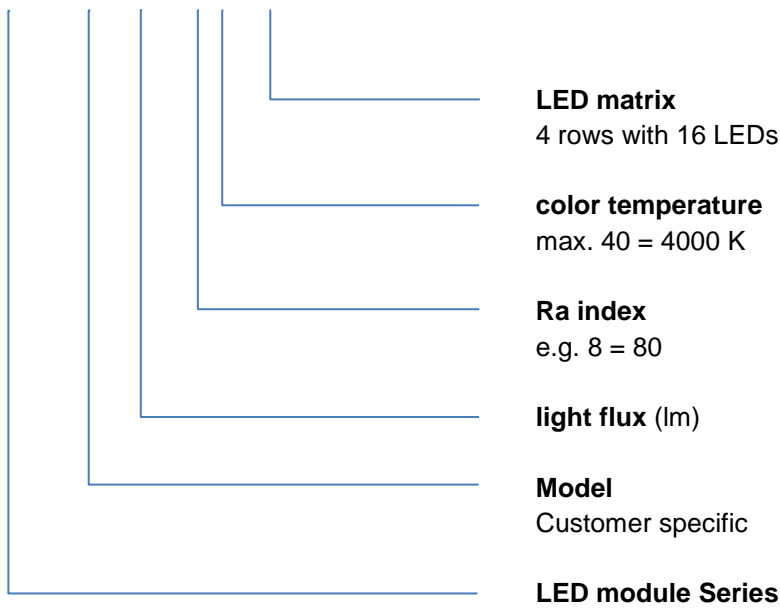 LED matrix
4 rows with 16 LEDs
color temperature
max. 40 = 4000 K
Ra index
e.g. 8 = 80
light flux (lm)
Model
Customer specific
LED module Series